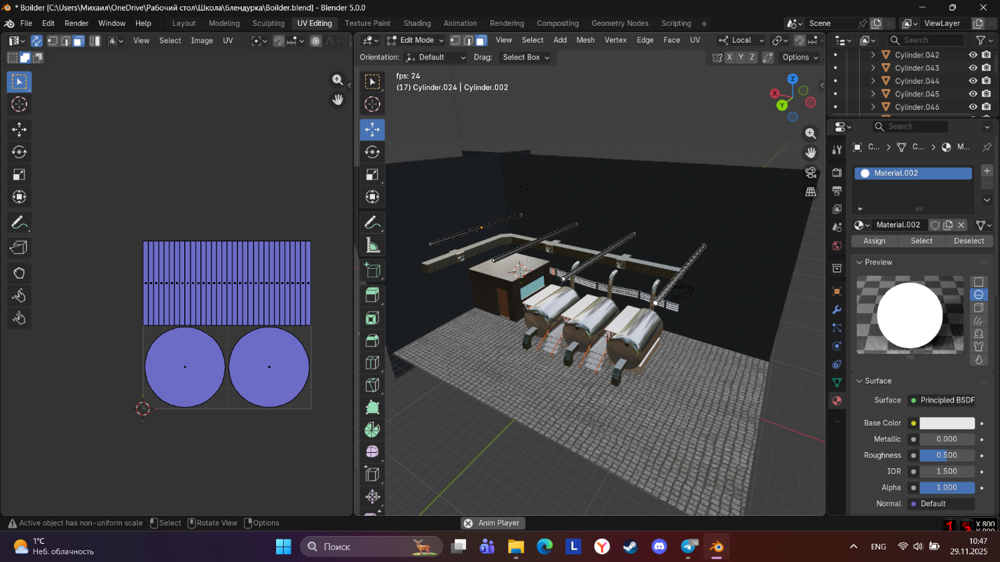 * Boilder [C:\Users\Михаил\OneDrive\Рабочий стол\Школа\блендурка\Boilder.blend] - Blender 5.0.0
File Edit Render Window Help Layout Modeling Sculpting UV Editing Texture Paint Shading Animation Rendering Compositing Geometry Nodes Scripting + Scene ViewLayer
View Select Image UV Edit Mode View Select Add Mesh Vertex Edge Face UV Local Search
Orientation: Default Drag: Select Box X Y Z Options
fps: 24
(17) Cylinder.024 | Cylinder.002
Z
X
Y
Cylinder.042
Cylinder.043
Cylinder.044
Cylinder.045
Cylinder.046
Search
C... C... M...
Material.002
Material.002
Assign Select Deselect
Preview
Surface
Surface Principled BSDF
Base Color
Metallic 0.000
Roughness 0.500
IOR 1.500
Alpha 1.000
Normal Default
Active object has non-uniform scale Select Rotate View Options Anim Player
X 800
1°C
Неб. облачность
Поиск
56
ENG
10:47
29.11.2025